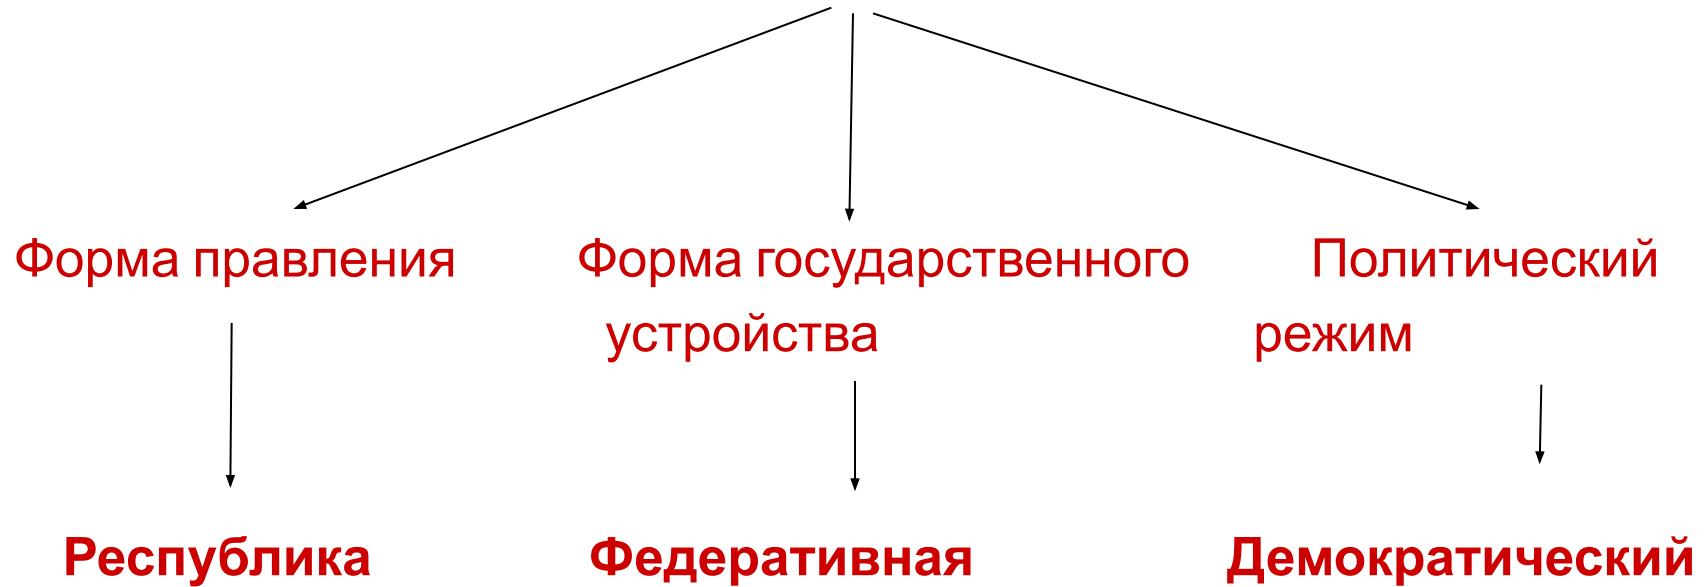 Форма правления
Форма государственного
устройства
Политический
режим
Республика
Федеративная
Демократический